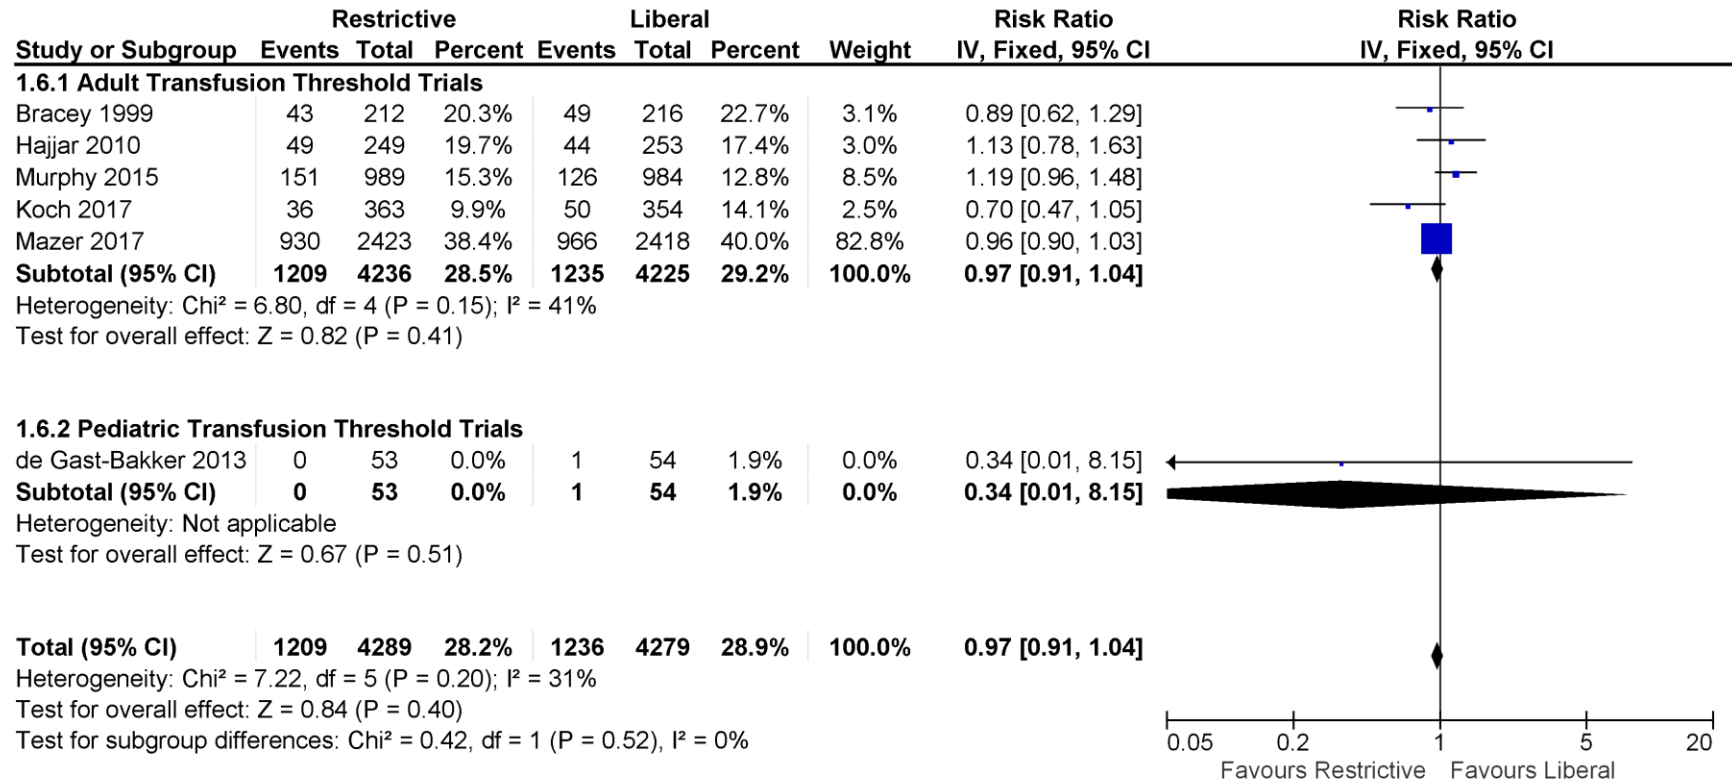 Restrictive Liberal Risk Ratio Risk Ratio
Study or Subgroup Events Total Percent Events Total Percent Weight IV, Fixed, 95% CI IV, Fixed, 95% CI
1.6.1 Adult Transfusion Threshold Trials
Bracey 1999 43 212 20.3% 49 216 22.7% 3.1% 0.89 [0.62, 1.29]
Hajjar 2010 49 249 19.7% 44 253 17.4% 3.0% 1.13 [0.78, 1.63]
Murphy 2015 151 989 15.3% 126 984 12.8% 8.5% 1.19 [0.96, 1.48]
Koch 2017 36 363 9.9% 50 354 14.1% 2.5% 0.70 [0.47, 1.05]
Mazer 2017 930 2423 38.4% 966 2418 40.0% 82.8% 0.96 [0.90, 1.03]
Subtotal (95% CI) 1209 4236 28.5% 1235 4225 29.2% 100.0% 0.97 [0.91, 1.04]
Heterogeneity: Chi² = 6.80, df = 4 (P = 0.15); I² = 41%
Test for overall effect: Z = 0.82 (P = 0.41)
1.6.2 Pediatric Transfusion Threshold Trials
de Gast-Bakker 2013 0 53 0.0% 1 54 1.9% 0.0% 0.34 [0.01, 8.15]
Subtotal (95% CI) 0 53 0.0% 1 54 1.9% 0.0% 0.34 [0.01, 8.15]
Heterogeneity: Not applicable
Test for overall effect: Z = 0.67 (P = 0.51)
Total (95% CI) 1209 4289 28.2% 1236 4279 28.9% 100.0% 0.97 [0.91, 1.04]
Heterogeneity: Chi² = 7.22, df = 5 (P = 0.20); I² = 31%
Test for overall effect: Z = 0.84 (P = 0.40)
Test for subgroup differences: Chi² = 0.42, df = 1 (P = 0.52), I² = 0%
0.05 0.2 1 5 20
Favours Restrictive Favours Liberal